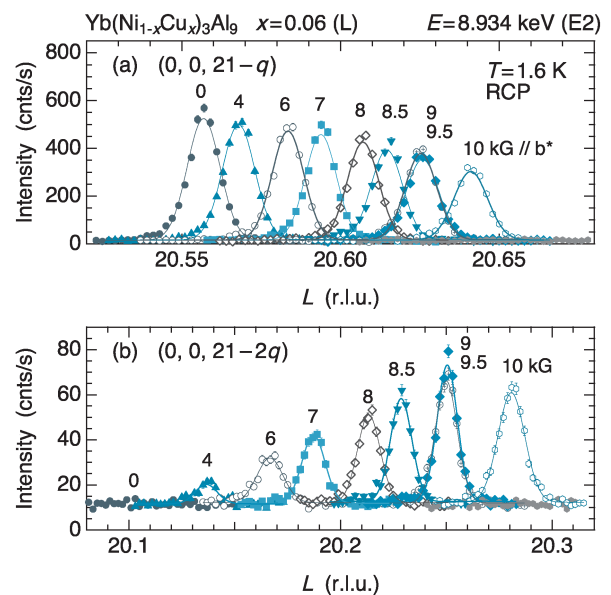 Yb(Ni1-xCux)3Al9 x=0.06 (L) E=8.934 keV (E2)
(a) (0, 0, 21−q)
T=1.6 K
RCP
0 4 6 7 8 8.5 9
9.5
10 kG // b*
800
600
400
200
0
Intensity (cnts/s)
20.55 20.60 20.65
L (r.l.u.)
(b) (0, 0, 21−2q)
0 4 6 7 8 8.5 9
9.5
10 kG
80
60
40
20
0
Intensity (cnts/s)
20.1 20.2 20.3
L (r.l.u.)